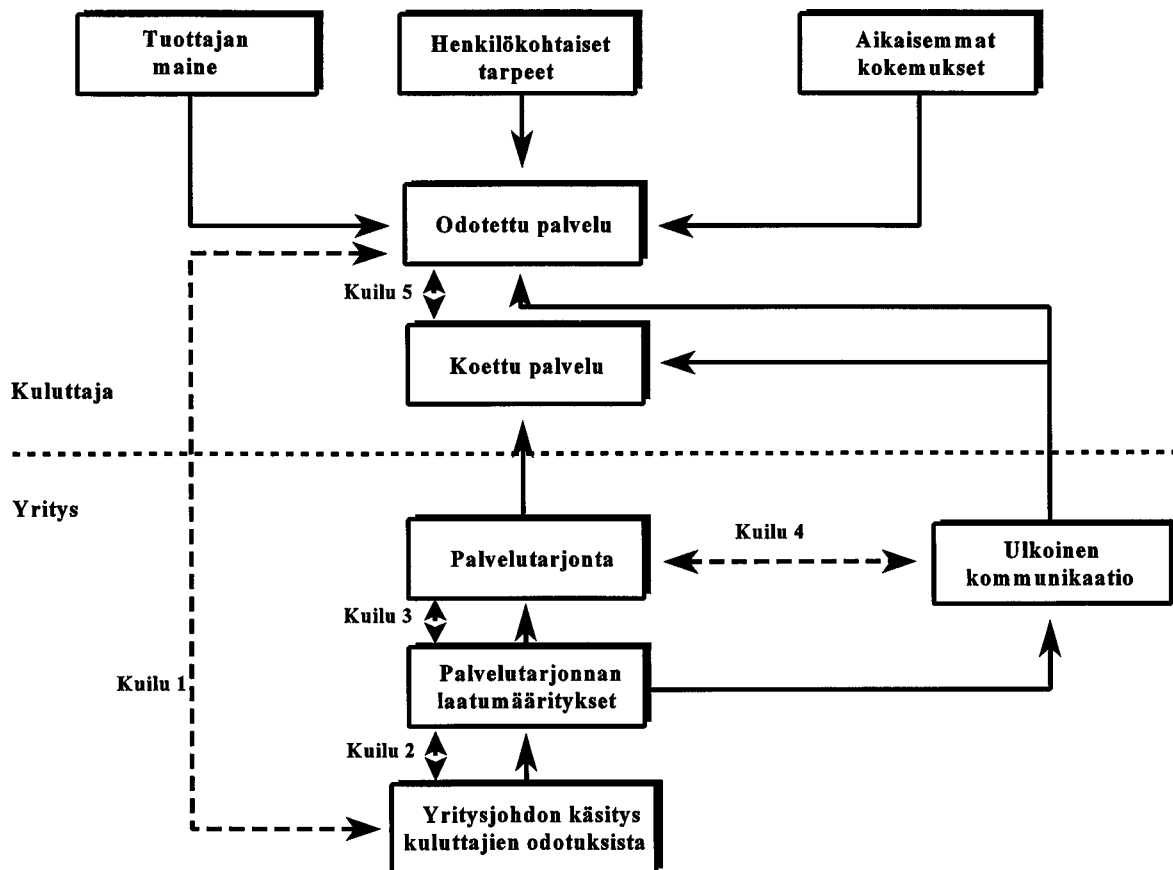 Tuottajan
maine
Henkilökohtaiset
tarpeet
Aikaisemmat
kokemukset
Odotettu palvelu
Kuilu 5
Koettu palvelu
Kuluttaja
Yritys
Palvelutarjonta
Kuilu 4
Ulkoinen
kommunikaatio
Kuilu 3
Palvelutarjonnan
laatumääritykset
Kuilu 1
Kuilu 2
Yritysjohdon käsitys
kuluttajien odotuksista